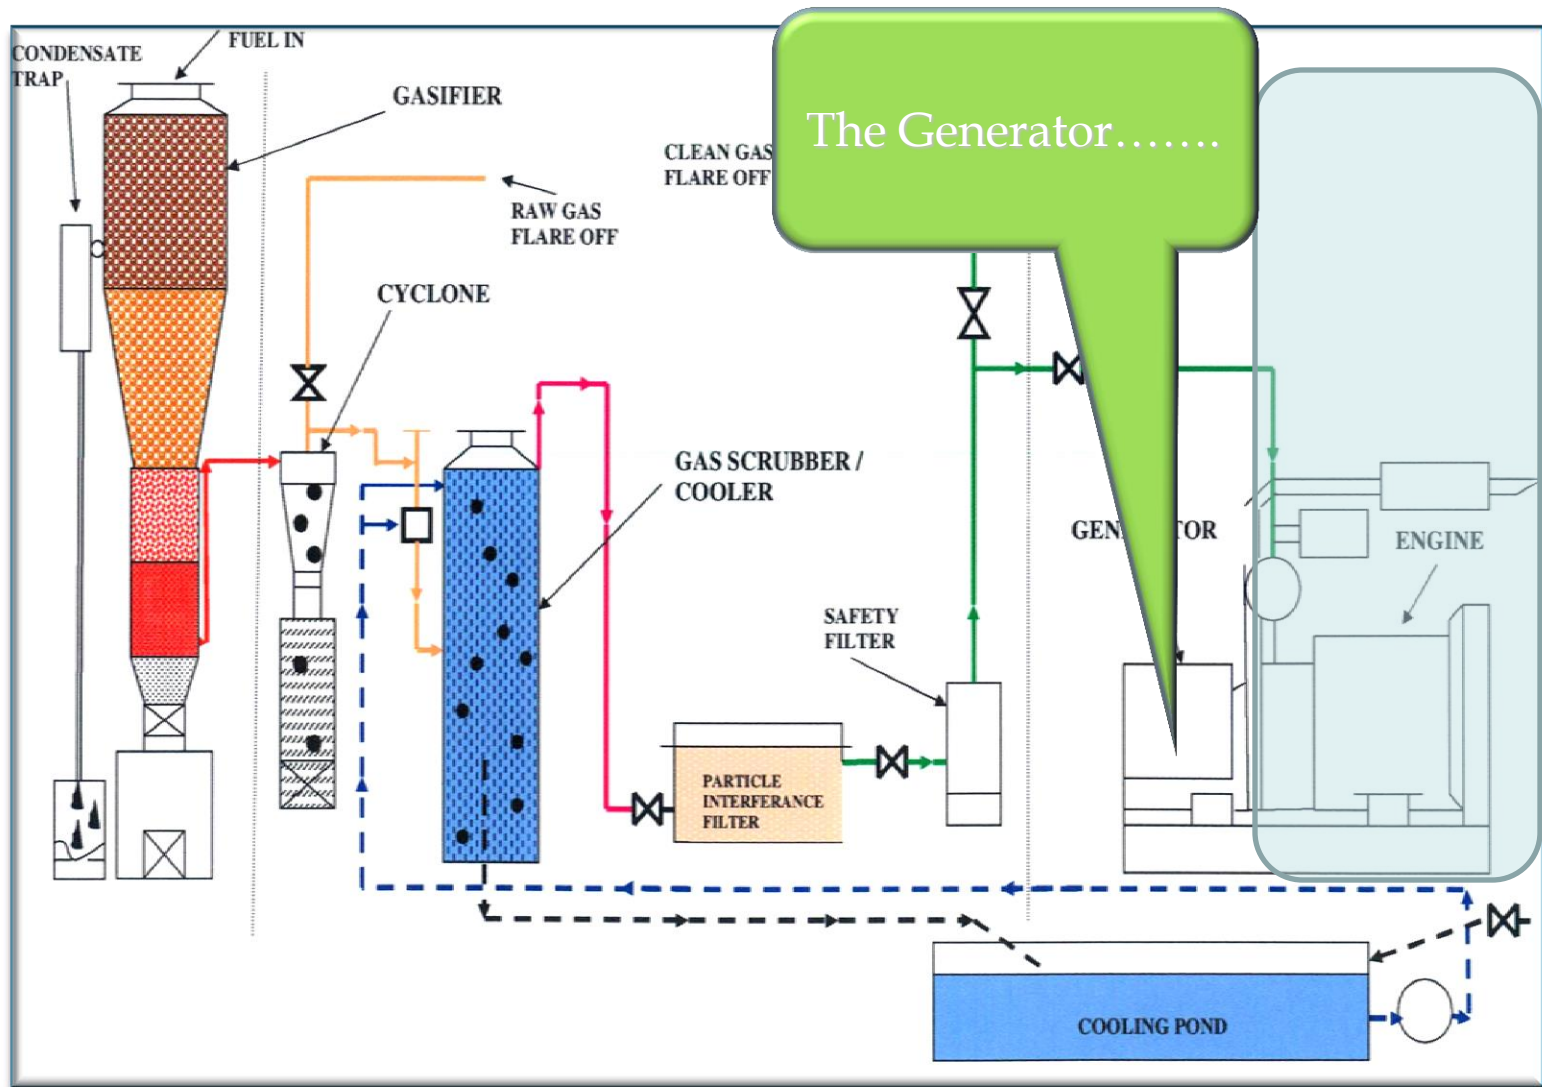 FUEL IN
CONDENSATE
TRAP
GASIFIER
The Generator.......
CLEAN GAS
FLARE OFF
RAW GAS
FLARE OFF
CYCLONE
GAS SCRUBBER /
COOLER
ENGINE
SAFETY
FILTER
PARTICLE
INTERFERANCE
FILTER
COOLING POND